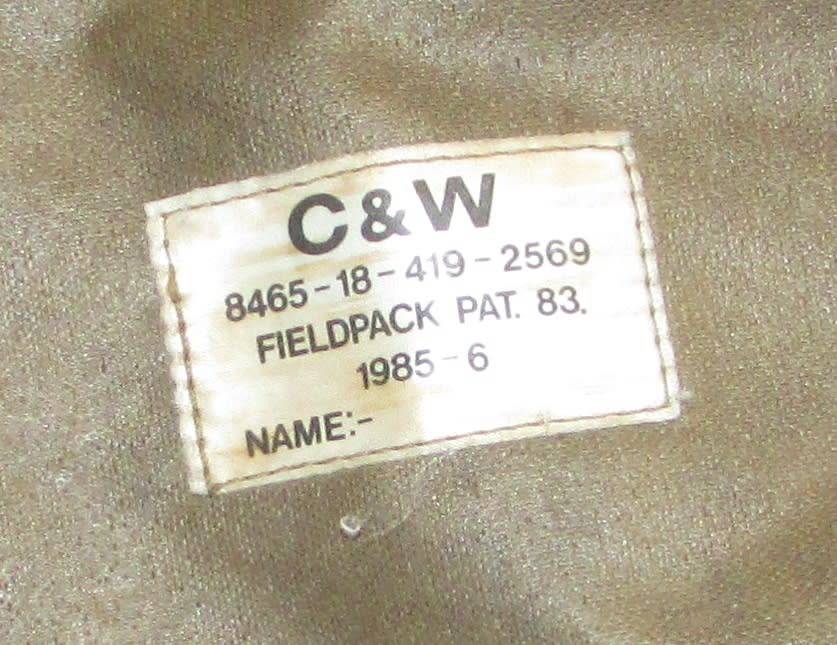 C & W
8465-18-419-2569
FIELDPACK PAT. 83.
1985-6
NAME:-